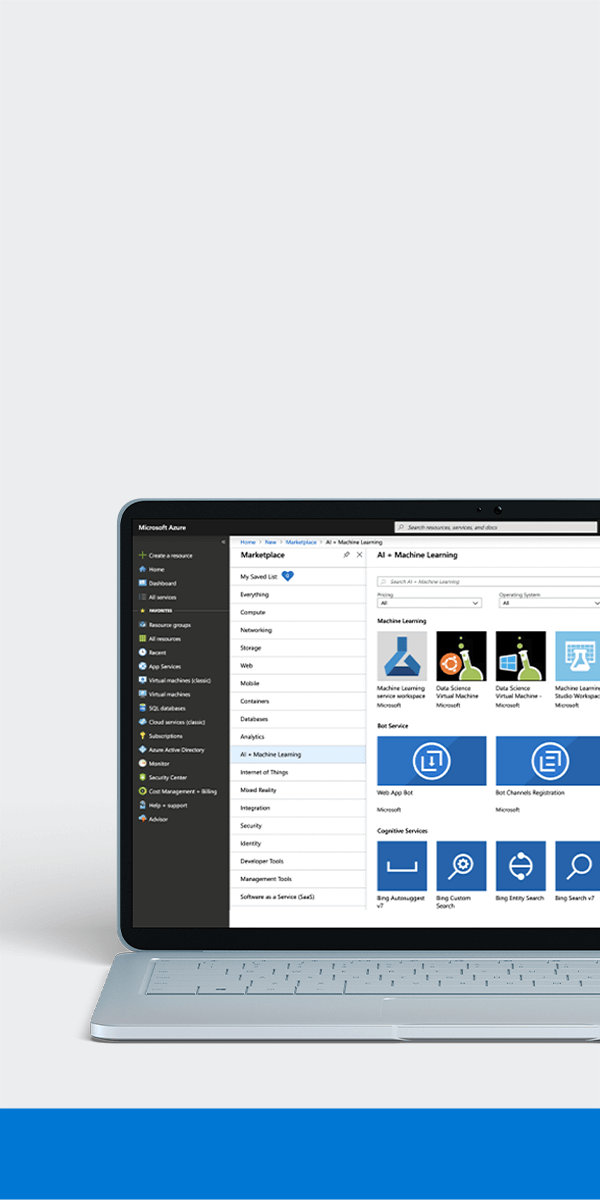 Microsoft Azure
Search resources, services, and docs
Create a resource
Home
Dashboard
All services
FAVORITES
Resource groups
All resources
Recent
App Services
Virtual machines (classic)
Virtual machines
SQL databases
Cloud services (classic)
Subscriptions
Azure Active Directory
Monitor
Security Center
Cost Management + Billing
Help + support
Advisor
Home > New > Marketplace > AI + Machine Learning
Marketplace
My Saved List 0
Everything
Compute
Networking
Storage
Web
Mobile
Containers
Databases
Analytics
AI + Machine Learning
Internet of Things
Mixed Reality
Integration
Security
Identity
Developer Tools
Management Tools
Software as a Service (SaaS)
AI + Machine Learning
Search AI + Machine Learning
Pricing
All
Operating System
All
Machine Learning
Machine Learning
service workspace
Microsoft
Data Science
Virtual Machine
Microsoft
Data Science
Virtual Machine -
Microsoft
Machine Learning
Studio Workspac
Microsoft
Bot Service
Web App Bot
Microsoft
Bot Channels Registration
Microsoft
Cognitive Services
Bing Autosuggest
v7
Bing Custom
Search
Bing Entity Search
Bing Search v7